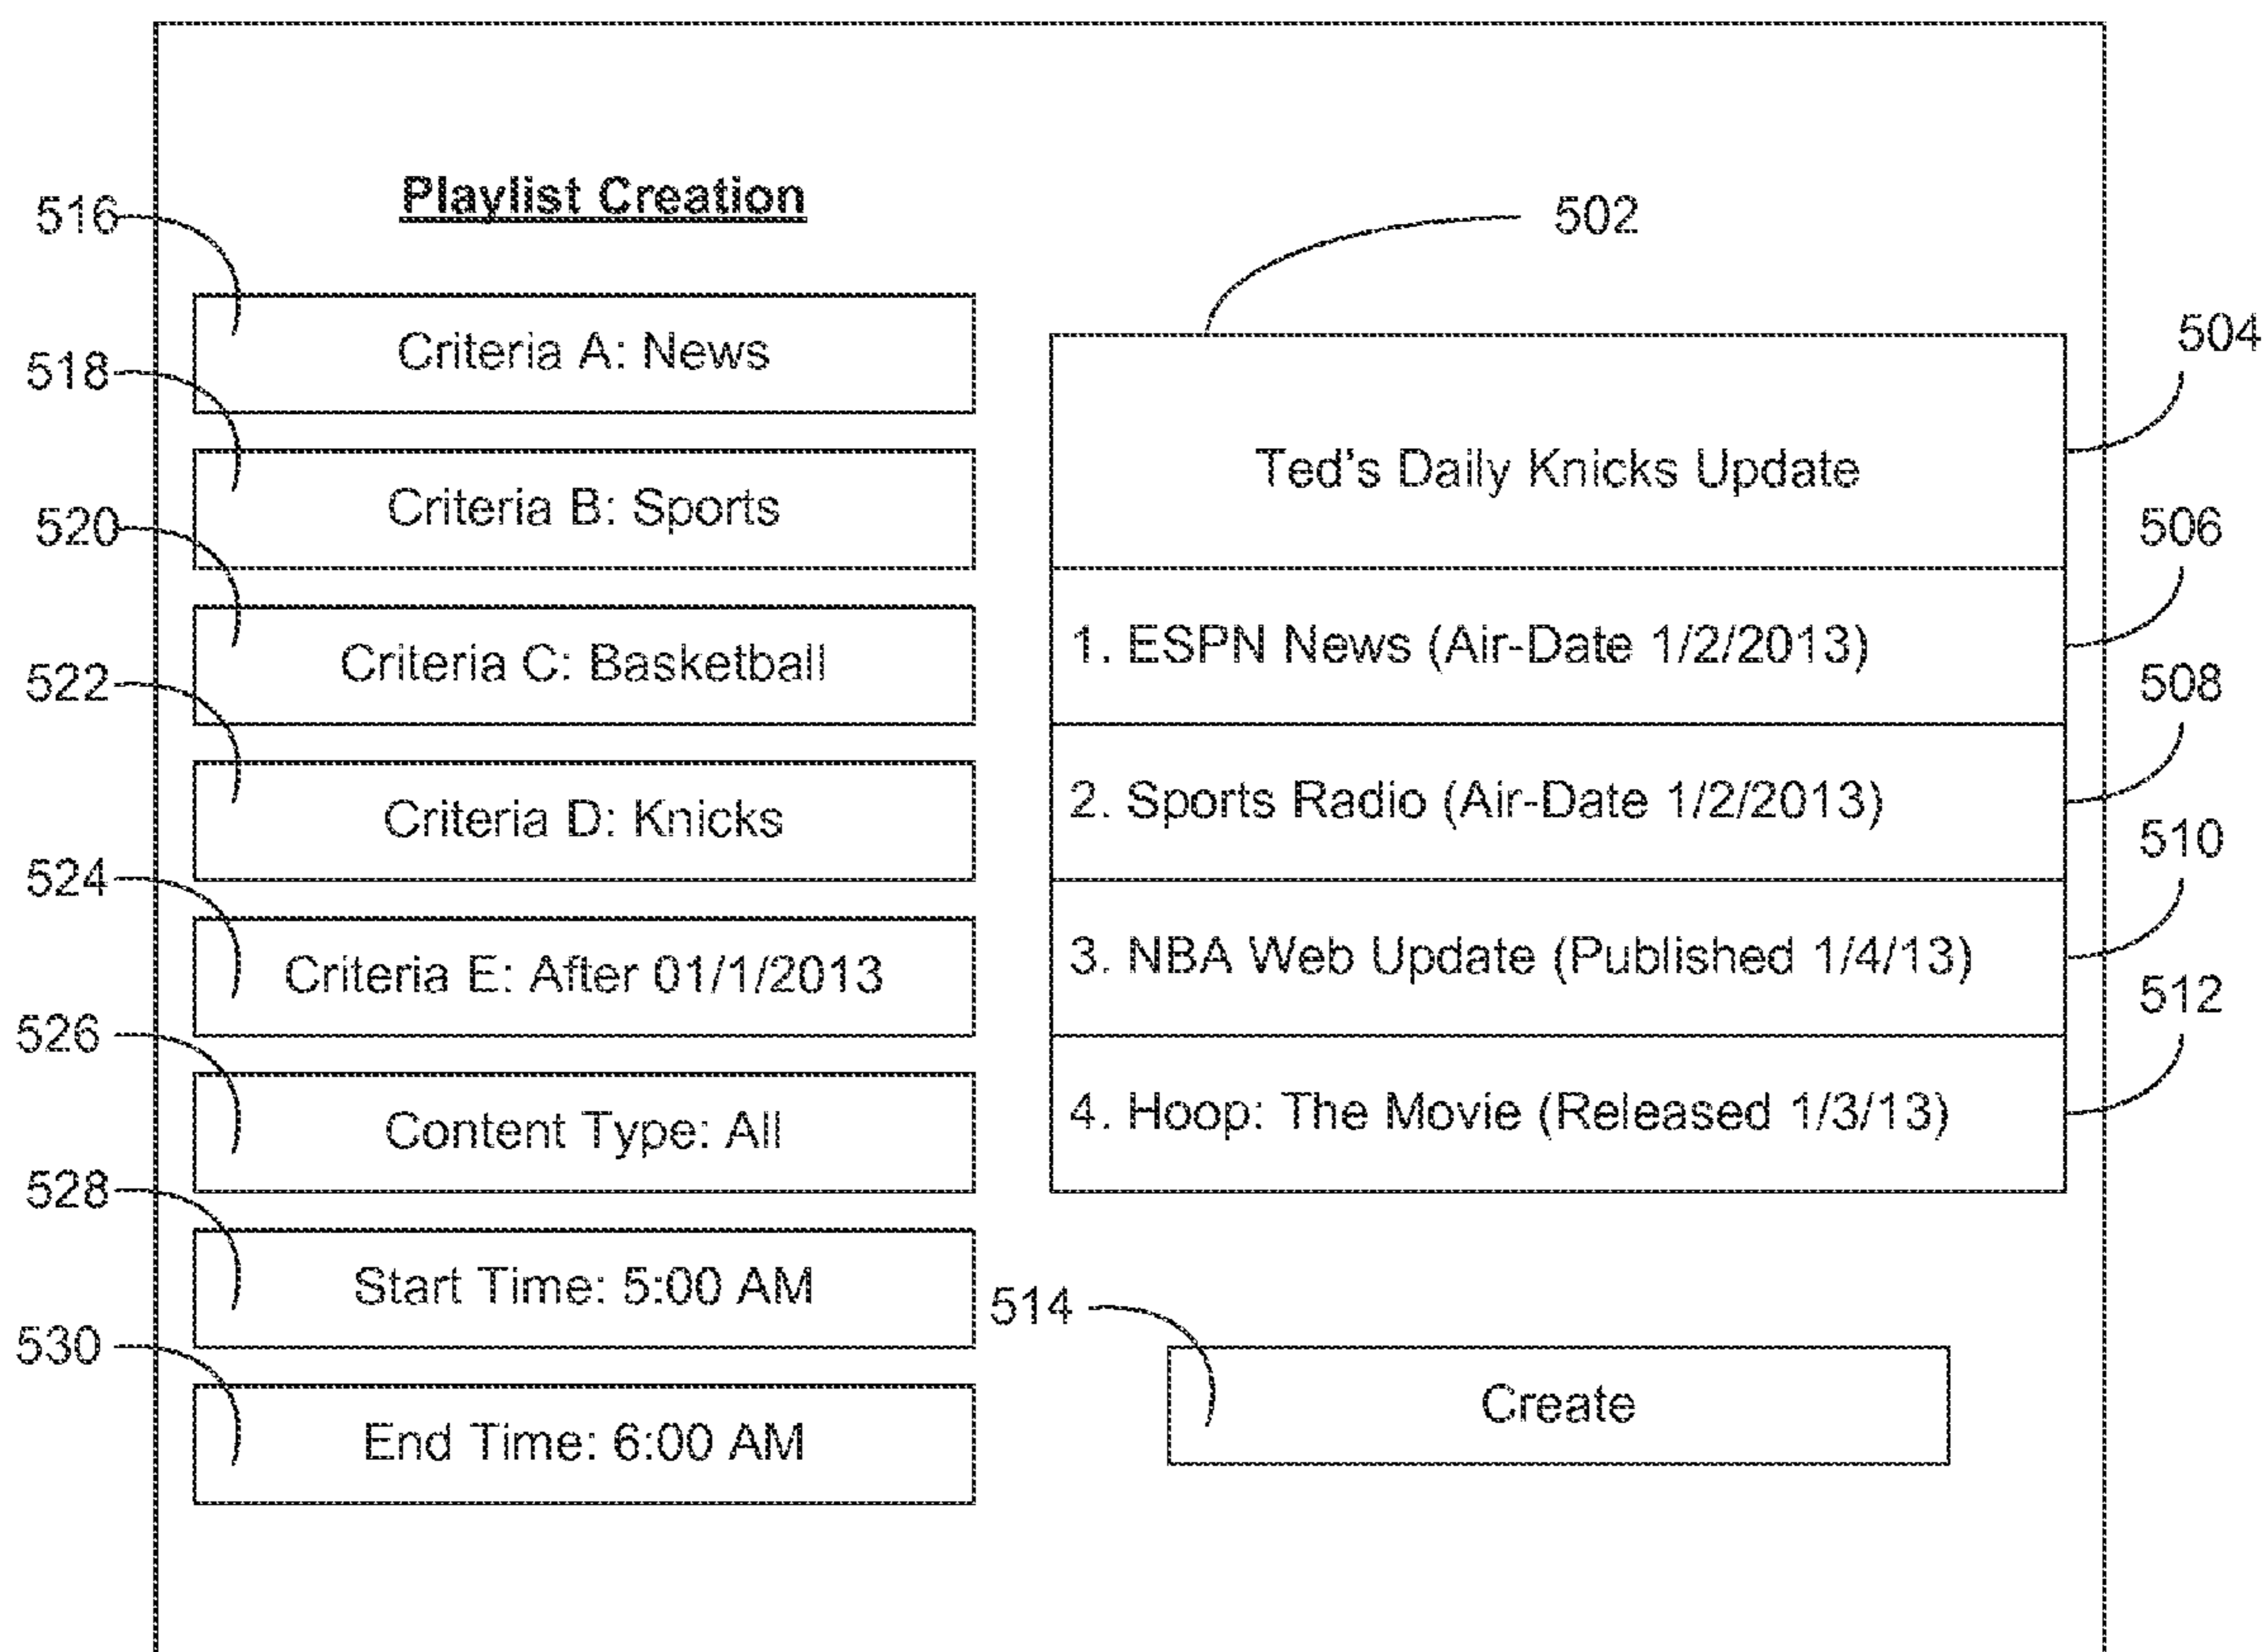 Playlist Creation
516
502
Criteria A: News
504
518
Criteria B: Sports
Ted's Daily Knicks Update
520
506
Criteria C: Basketball
1. ESPN News (Air-Date 1/2/2013)
522
508
Criteria D: Knicks
2. Sports Radio (Air-Date 1/2/2013)
524
510
Criteria E: After 01/1/2013
3. NBA Web Update (Published 1/4/13)
526
512
Content Type: All
4. Hoop: The Movie (Released 1/3/13)
528
Start Time: 5:00 AM
514
530
End Time: 6:00 AM
Create